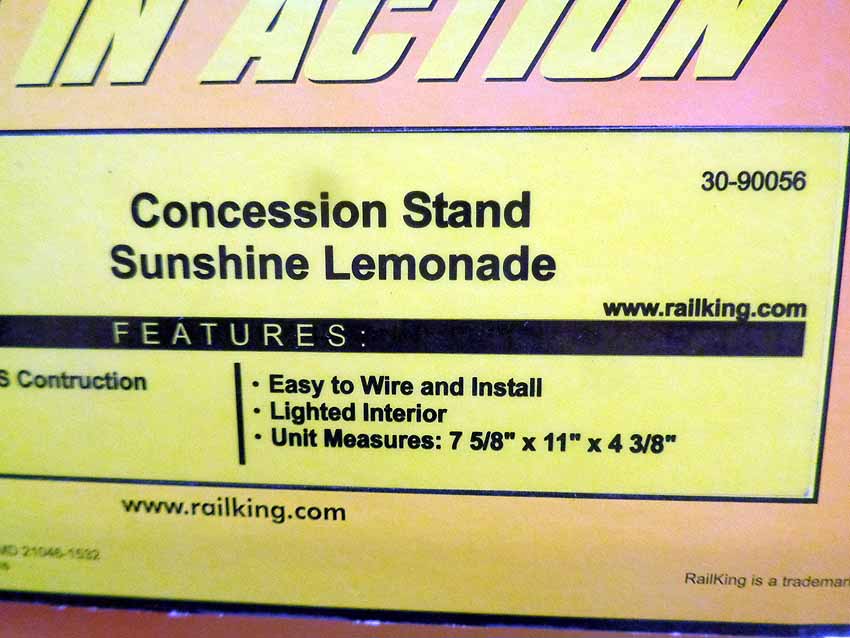 IN ACTION
30-90056
Concession Stand
Sunshine Lemonade
www.railking.com
FEATURES:
S Contruction
• Easy to Wire and Install
• Lighted Interior
• Unit Measures: 7 5/8" x 11" x 4 3/8"
www.railking.com
MD 21046-1532
RailKing is a trademar